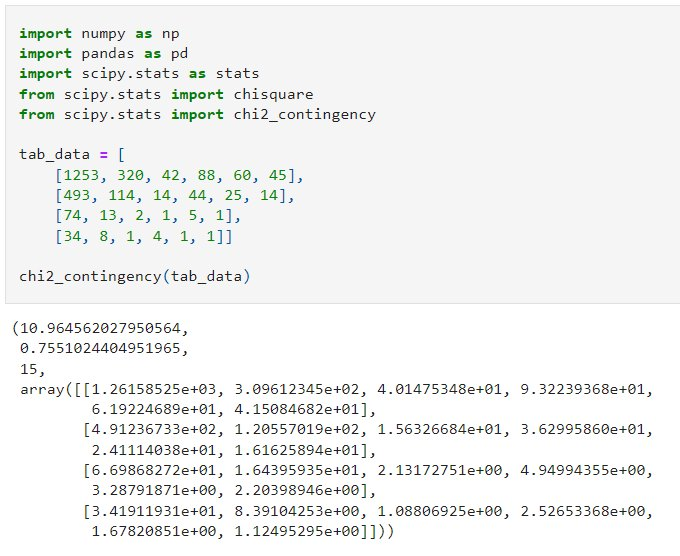 import numpy as np
import pandas as pd
import scipy.stats as stats
from scipy.stats import chisquare
from scipy.stats import chi2_contingency
tab_data = [
[1253, 320, 42, 88, 60, 45],
[493, 114, 14, 44, 25, 14],
[74, 13, 2, 1, 5, 1],
[34, 8, 1, 4, 1, 1]]
chi2_contingency(tab_data)
(10.964562027950564,
0.7551024404951965,
15,
array([[1.26158525e+03, 3.09612345e+02, 4.01475348e+01, 9.32239368e+01,
6.19224689e+01, 4.15084682e+01],
[4.91236733e+02, 1.20557019e+02, 1.56326684e+01, 3.62995860e+01,
2.41114038e+01, 1.61625894e+01],
[6.69868272e+01, 1.64395935e+01, 2.13172751e+00, 4.94994355e+00,
3.28791871e+00, 2.20398946e+00],
[3.41911931e+01, 8.39104253e+00, 1.08806925e+00, 2.52653368e+00,
1.67820851e+00, 1.12495295e+00]]))